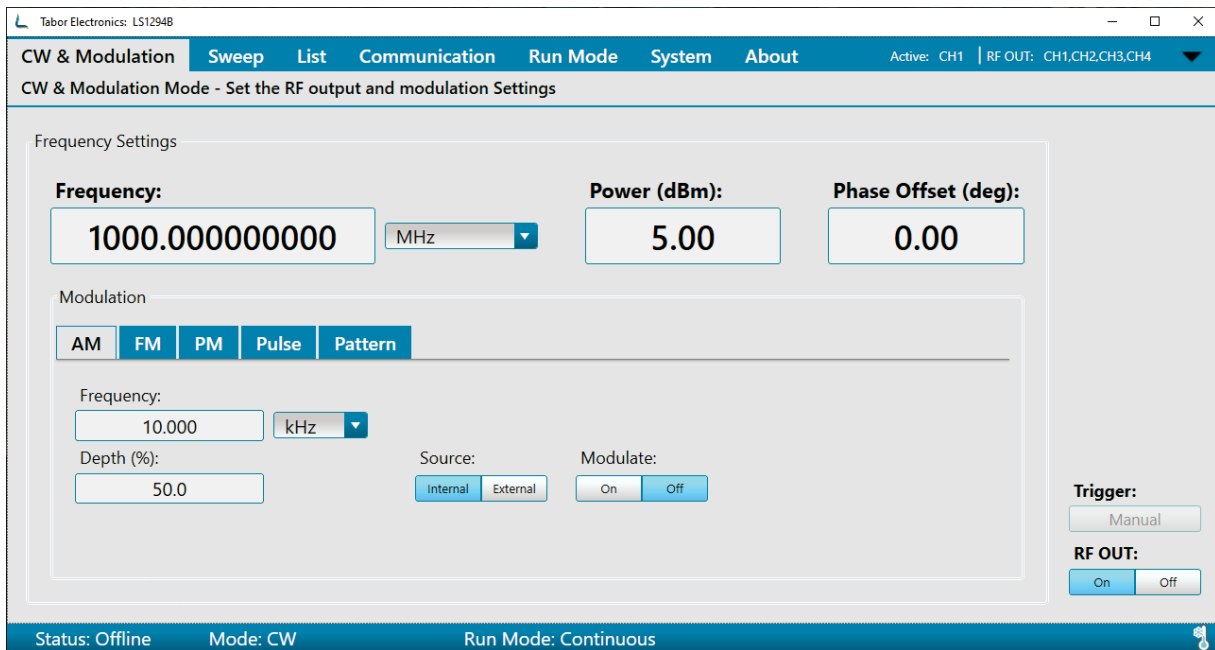 Tabor Electronics: LS1294B
CW & Modulation Sweep List Communication Run Mode System About Active: CH1 RF OUT: CH1,CH2,CH3,CH4
CW & Modulation Mode - Set the RF output and modulation Settings
Frequency Settings
Frequency: Power (dBm): Phase Offset (deg):
1000.000000000 MHz 5.00 0.00
Modulation
AM FM PM Pulse Pattern
Frequency:
10.000 kHz
Depth (%): Source: Modulate:
50.0 Internal External On Off
Trigger:
Manual
RF OUT:
On Off
Status: Offline Mode: CW Run Mode: Continuous